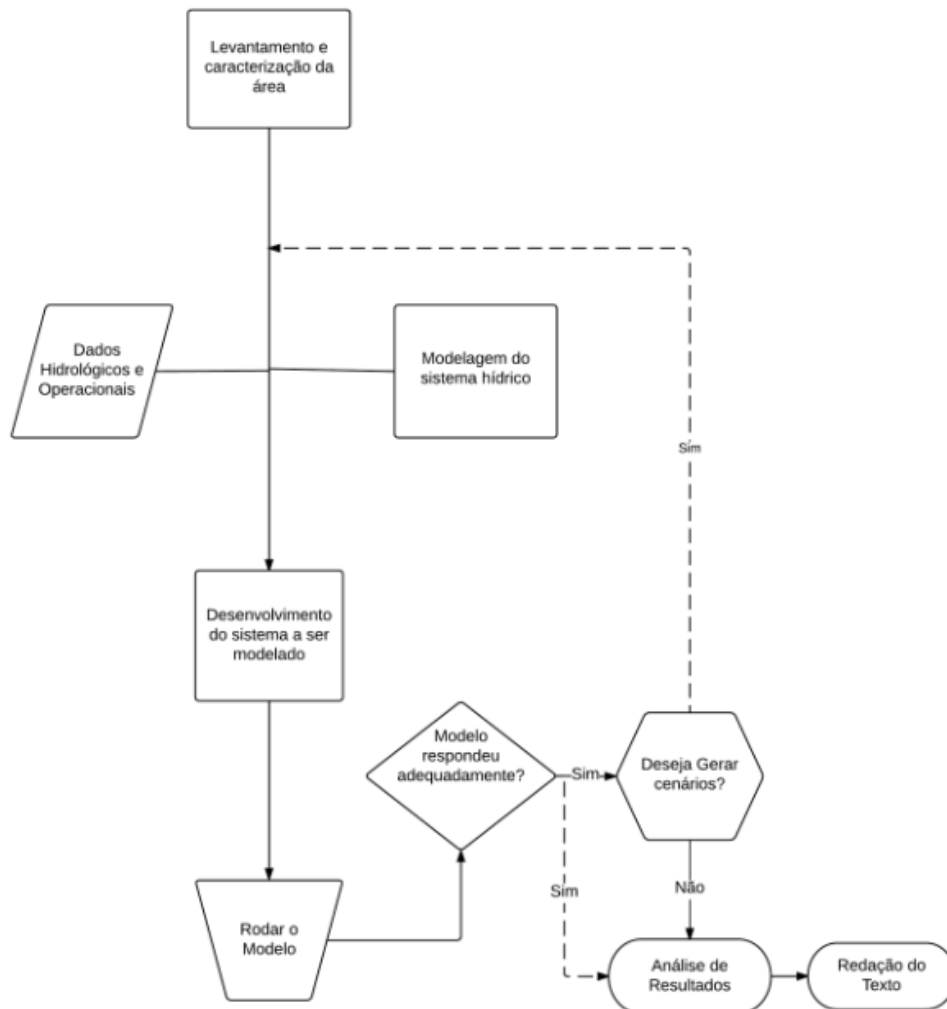 Levantamento e
caracterização da
área
Dados
Hidrológicos e
Operacionais
Modelagem do
sistema hídrico
Sim
Desenvolvimento
do sistema a ser
modelado
Modelo
respondeu
adequadamente?
Sim
Deseja Gerar
cenários?
Sim
Não
Rodar o
Modelo
Análise de
Resultados
Redação do
Texto